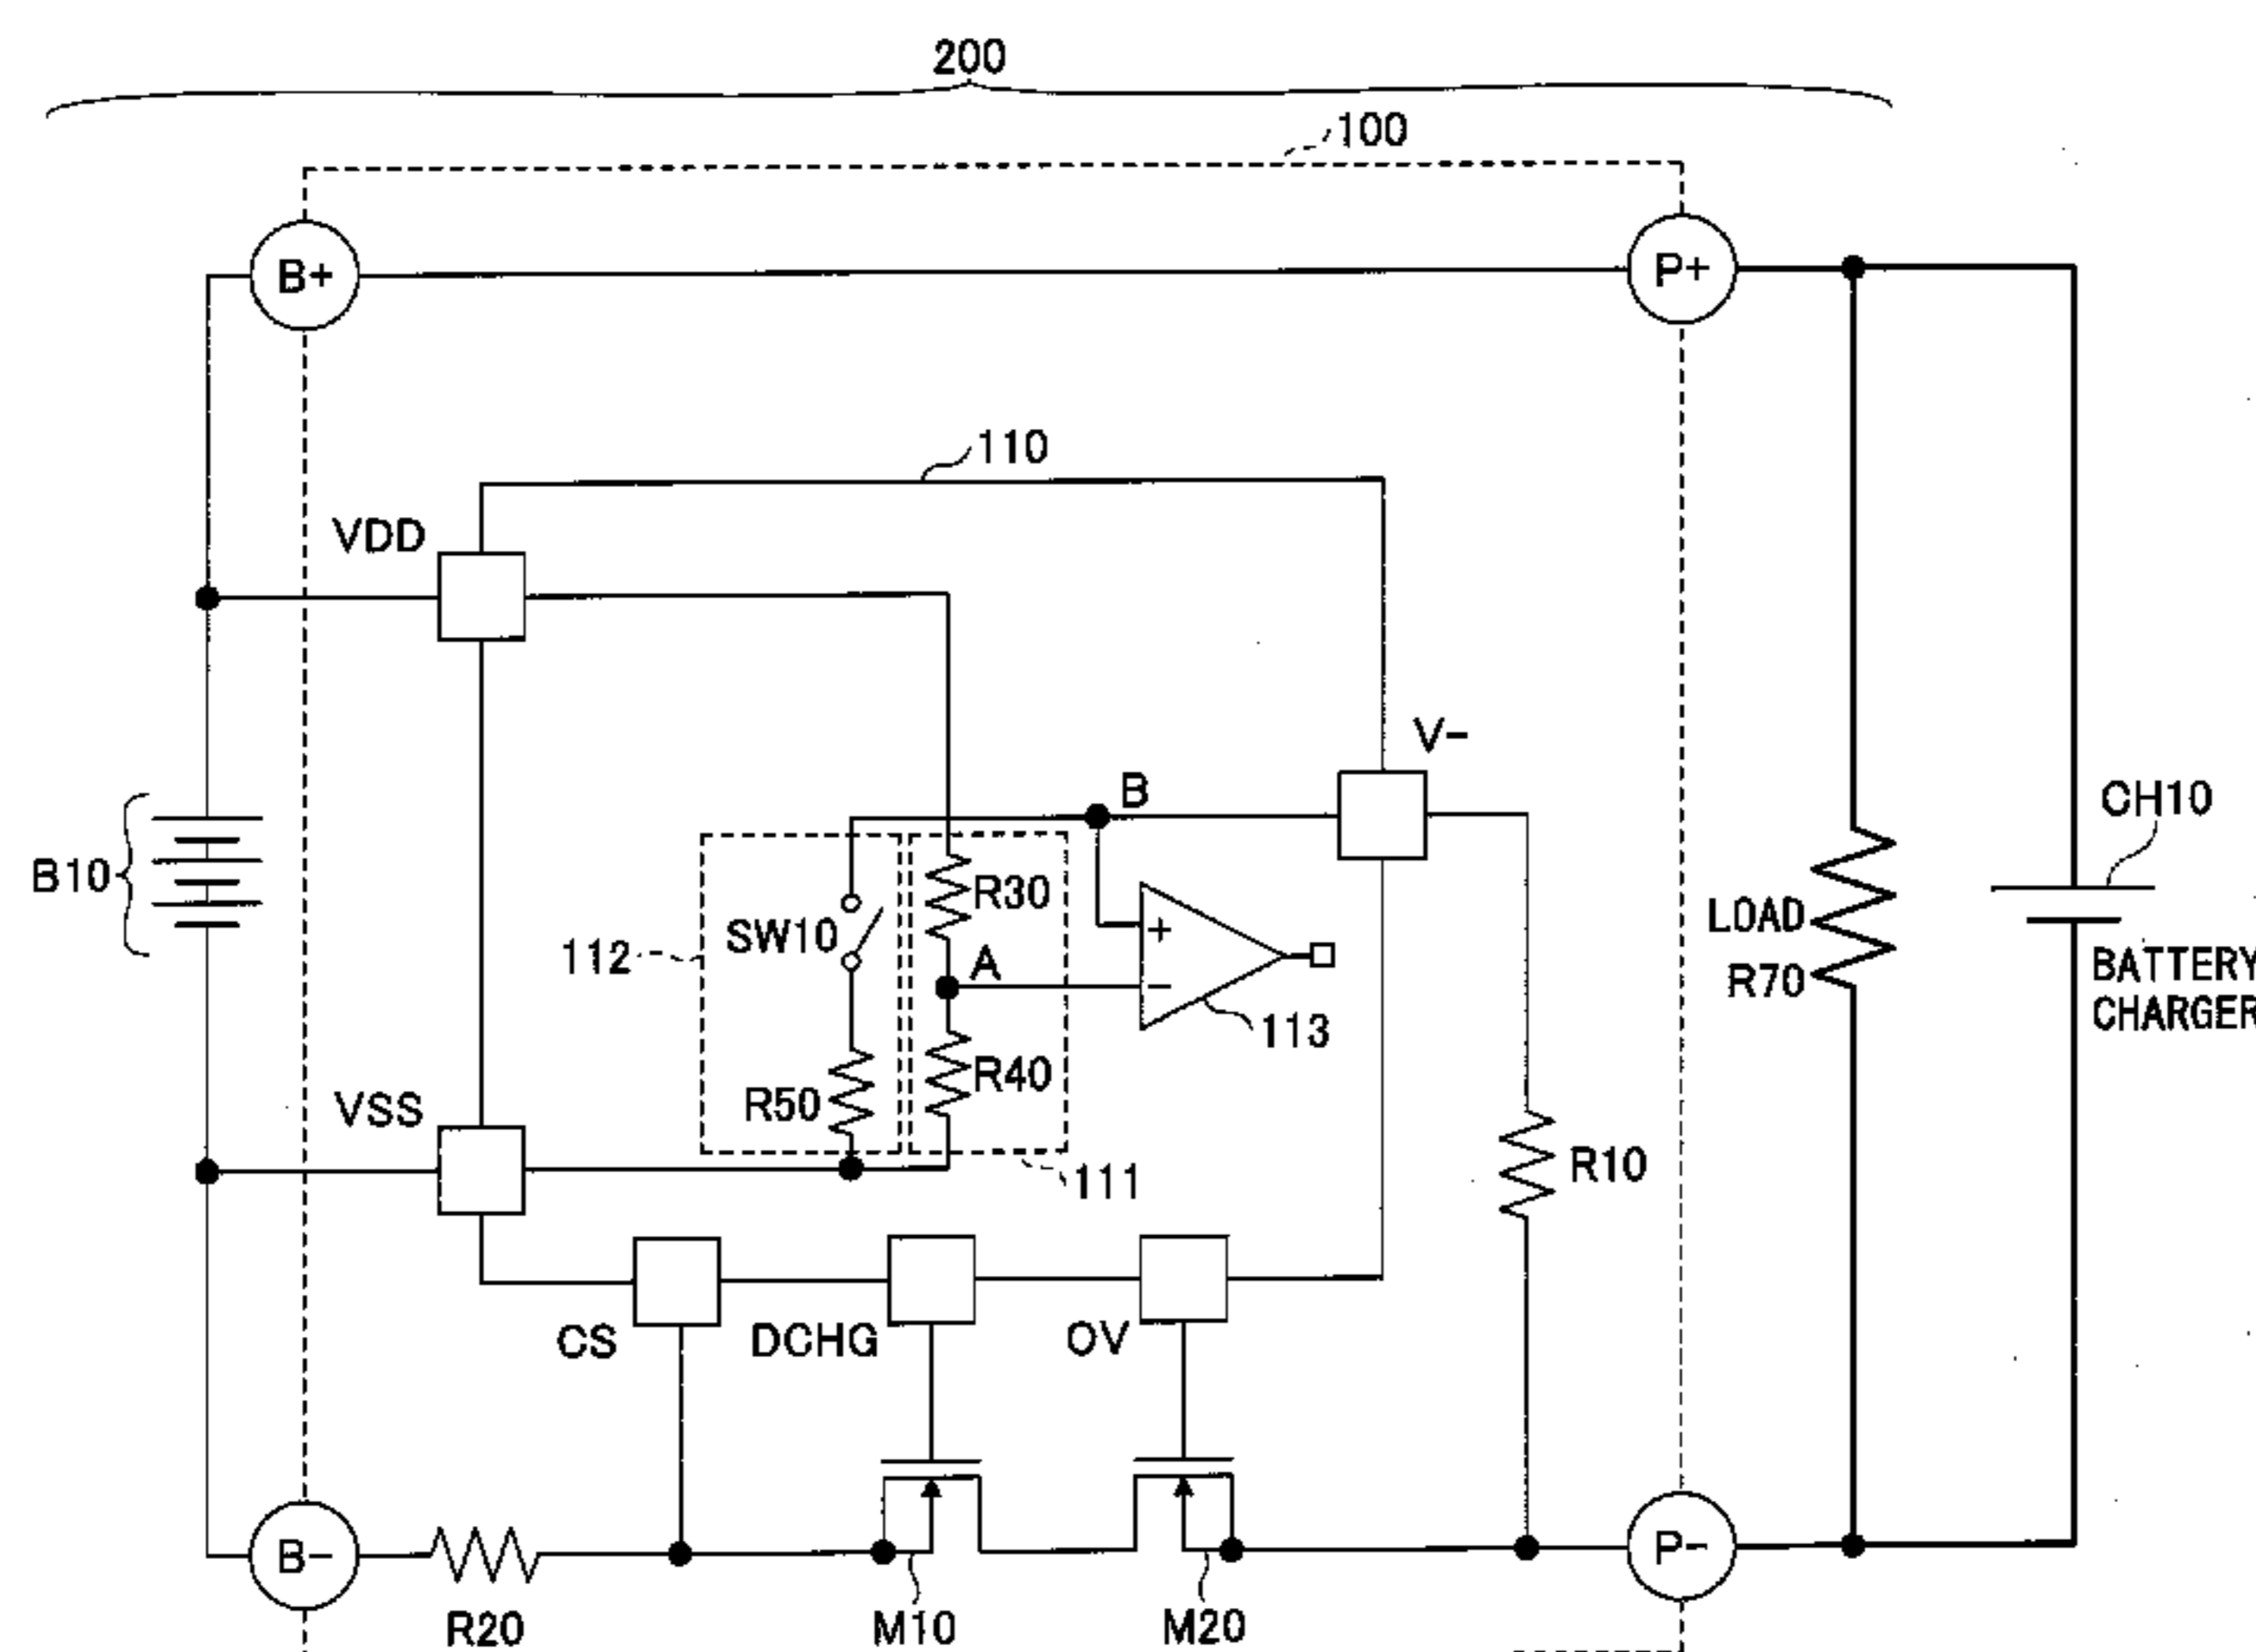 200
100
B+
P+
110
VDD
V-
B
CH10
B10
R30
SW10
LOAD
R70
112
A
+
-
BATTERY
CHARGER
113
R40
R50
VSS
R10
111
CS
DCHG
OV
B-
P-
R20
M10
M20